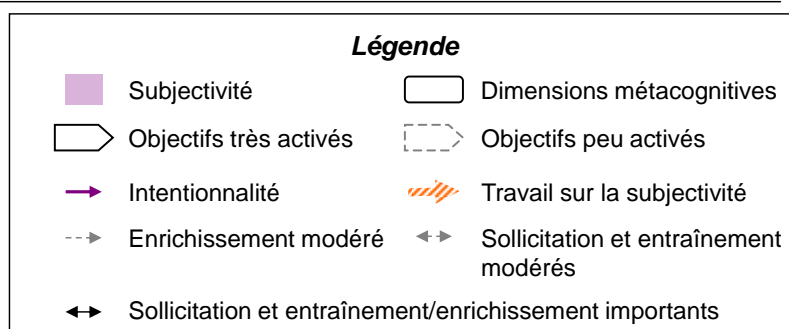 Légende
Subjectivité
Dimensions métacognitives
Objectifs très activés
Objectifs peu activés
Intentionnalité
Travail sur la subjectivité
Enrichissement modéré
Sollicitation et entraînement
modérés
Sollicitation et entraînement/enrichissement importants